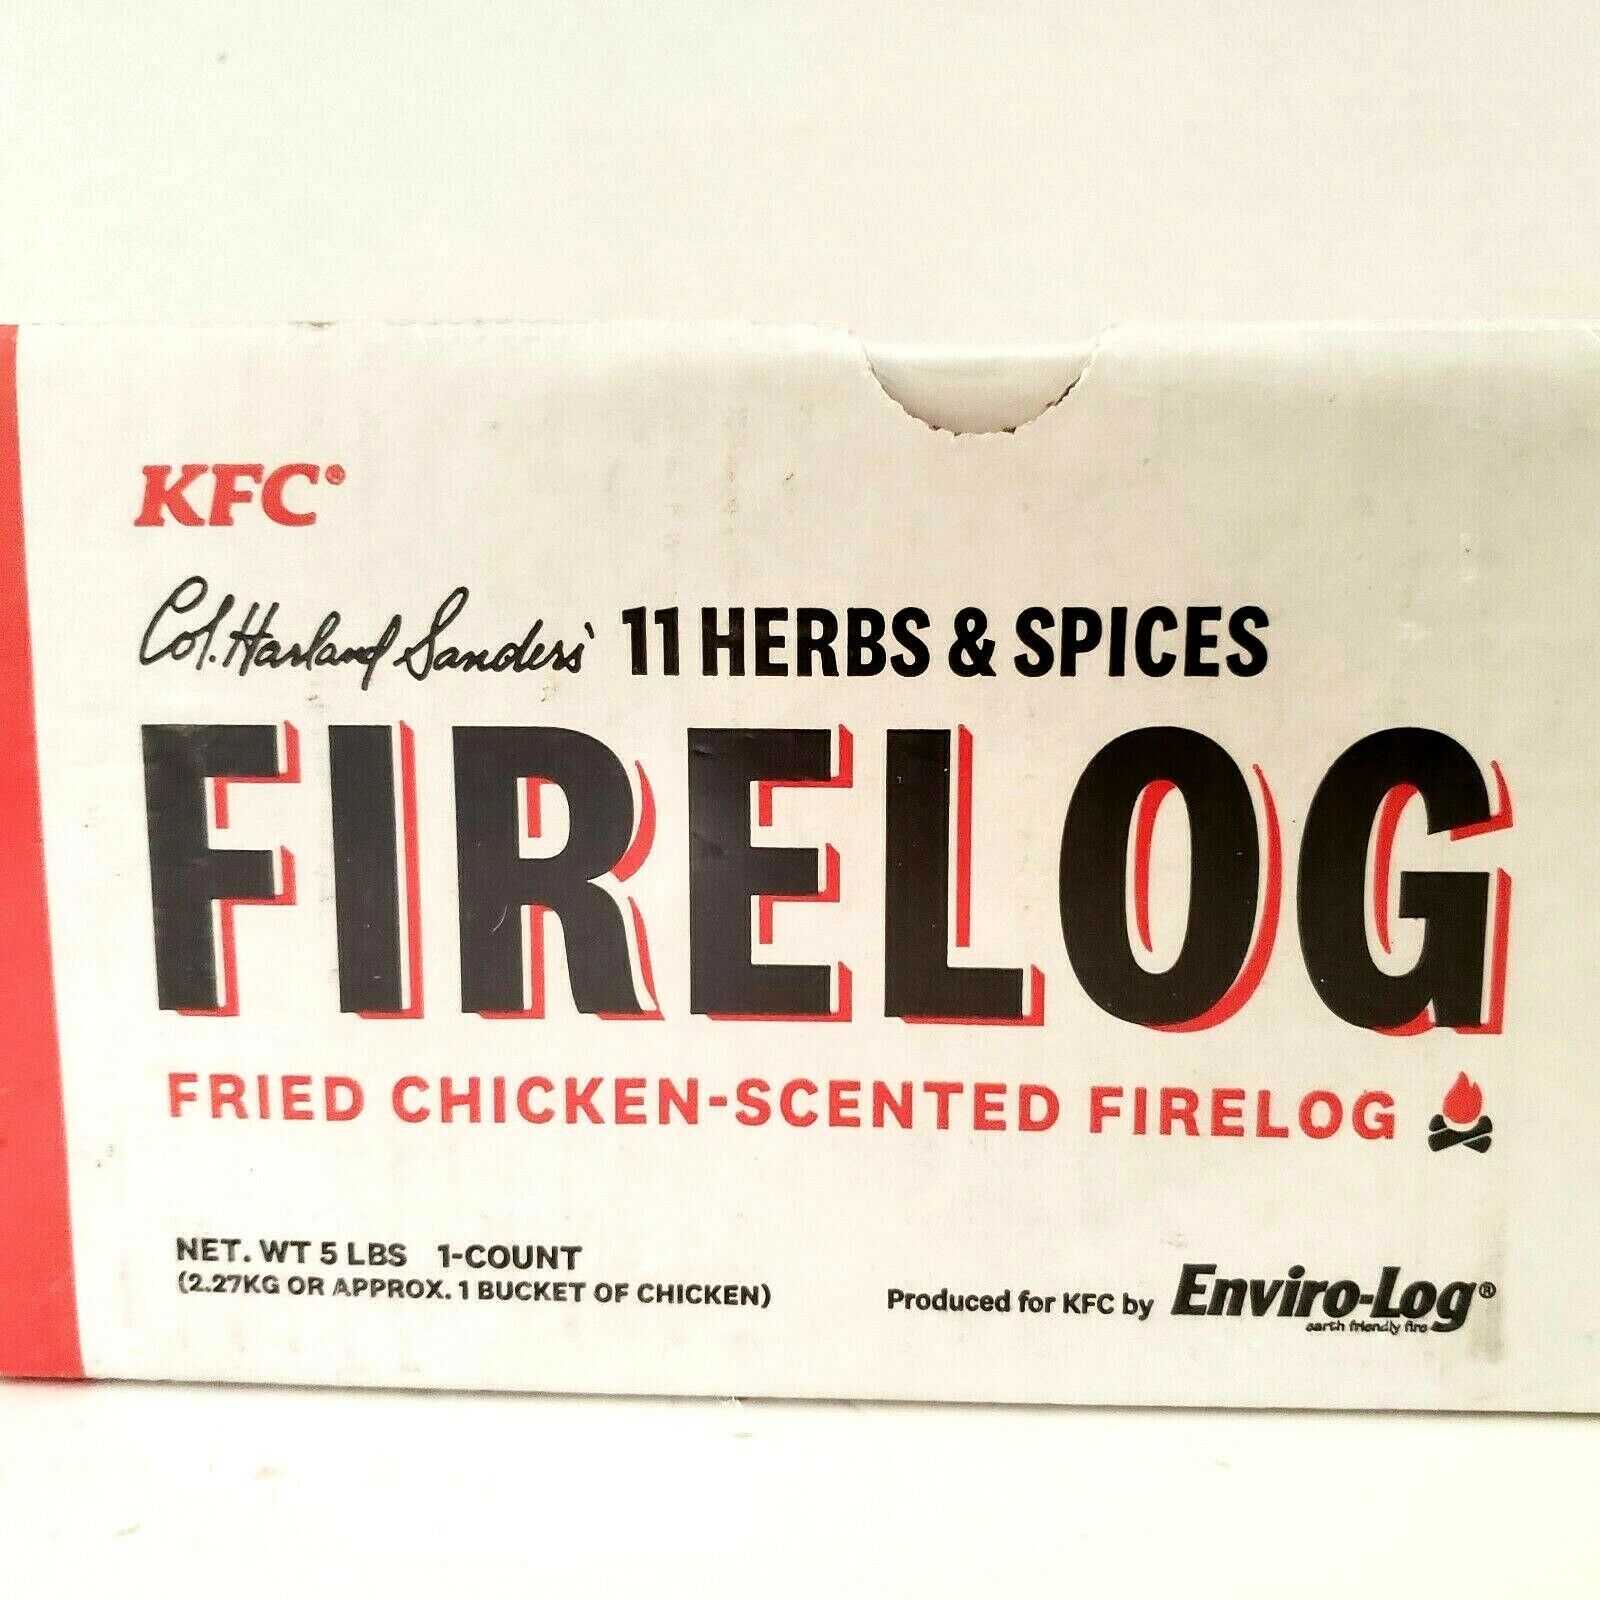 KFC®
Col. Harland Sanders' 11 HERBS & SPICES
FIRELOG
FRIED CHICKEN-SCENTED FIRELOG
NET. WT 5 LBS 1-COUNT
(2.27KG OR APPROX. 1 BUCKET OF CHICKEN)
Produced for KFC by Enviro-Log®
earth friendly fire